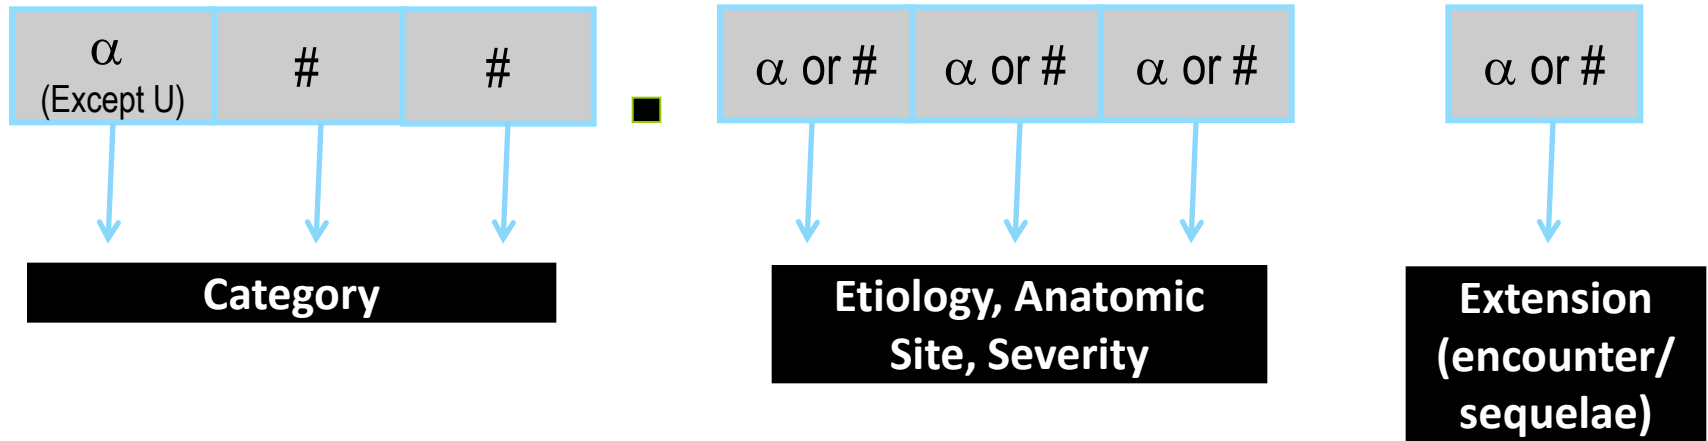 α # # α or # α or # α or # α or #
(Except U)
Category
Etiology, Anatomic
Site, Severity
Extension
(encounter/
sequelae)